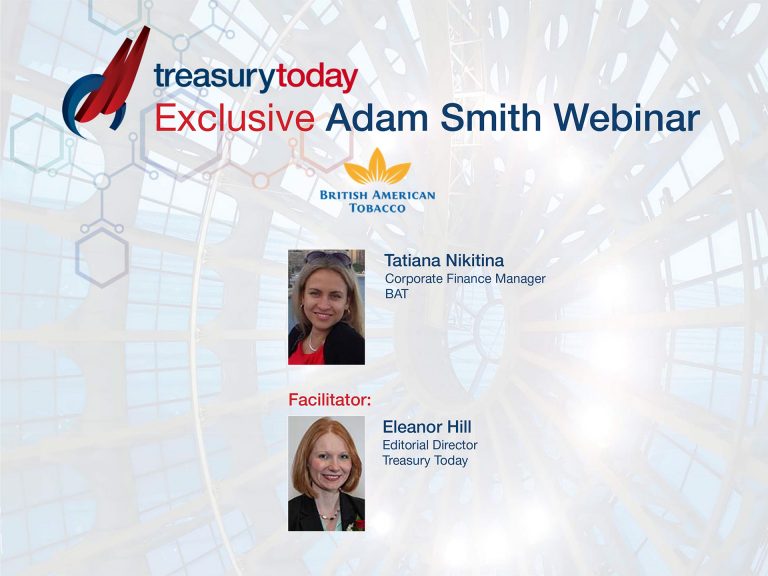 treasurytoday
Exclusive Adam Smith Webinar
BRITISH AMERICAN
TOBACCO
Tatiana Nikitina
Corporate Finance Manager
BAT
Facilitator:
Eleanor Hill
Editorial Director
Treasury Today